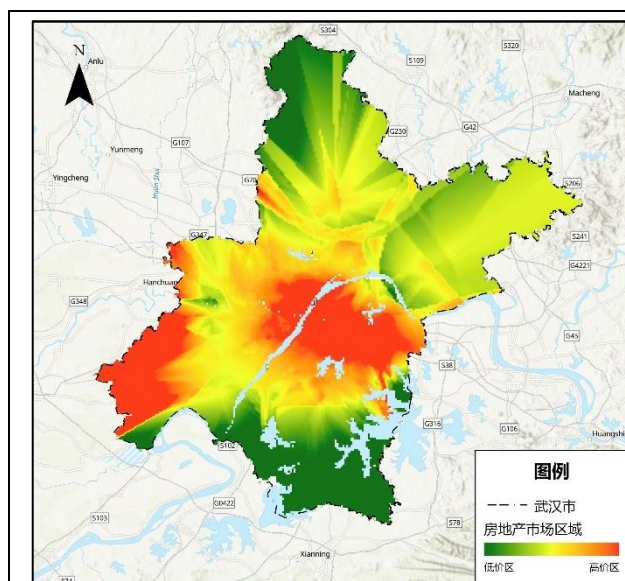 S304
N
Anlu
S320
S109
Macheng
G42
G230
Yunmeng
G107
Yingcheng
G70
S206
G347
S241
G4221
Hanchuan
G348
G45
S38
G316
G106
Huangshi
S102
图例
武汉市
G0422
房地产市场区域
S103
S78
低价区 高价区
Xianning